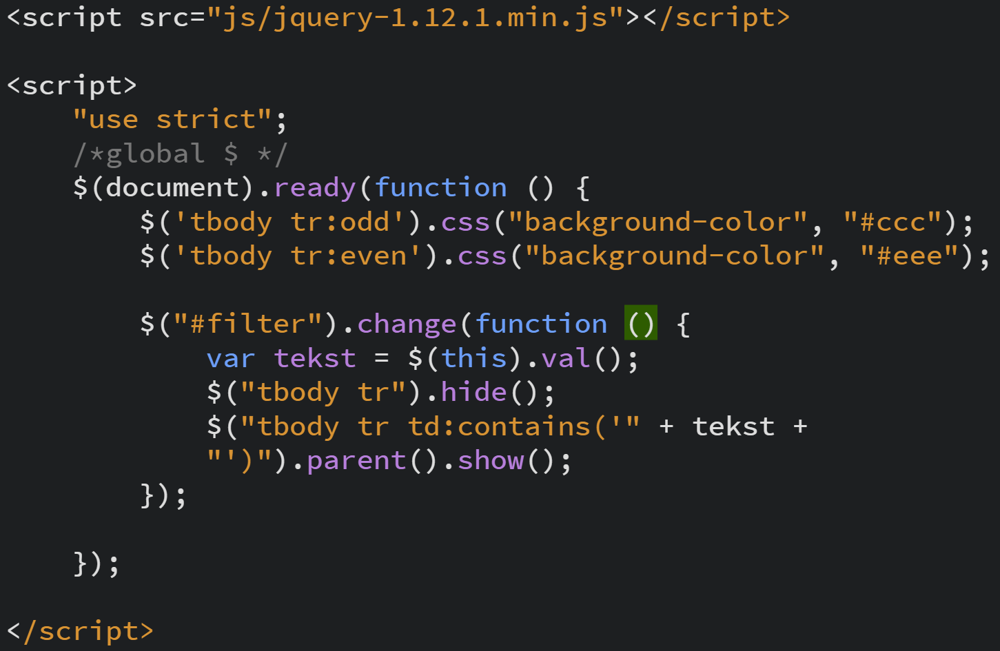 <script src="js/jquery-1.12.1.min.js"></script>
<script>
"use strict";
/*global $ */
$(document).ready(function () {
$('tbody tr:odd').css("background-color", "#ccc");
$('tbody tr:even').css("background-color", "#eee");
$("#filter").change(function () {
var tekst = $(this).val();
$("tbody tr").hide();
$("tbody tr td:contains('" + tekst +
"')").parent().show();
});
});
</script>